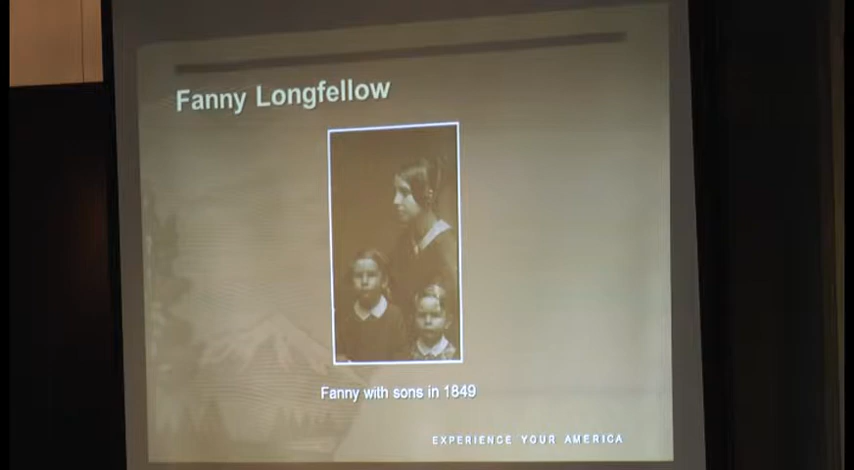 Fanny Longfellow
Fanny with sons in 1849
EXPERIENCE YOUR AMERICA